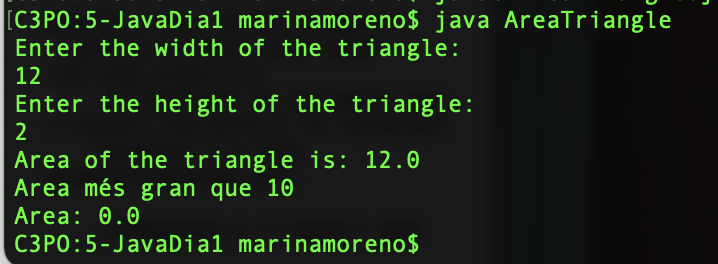 [C3PO:5-JavaDia1 marinamoreno$ java AreaTriangle
Enter the width of the triangle:
12
Enter the height of the triangle:
2
Area of the triangle is: 12.0
Area més gran que 10
Area: 0.0
C3PO:5-JavaDia1 marinamoreno$